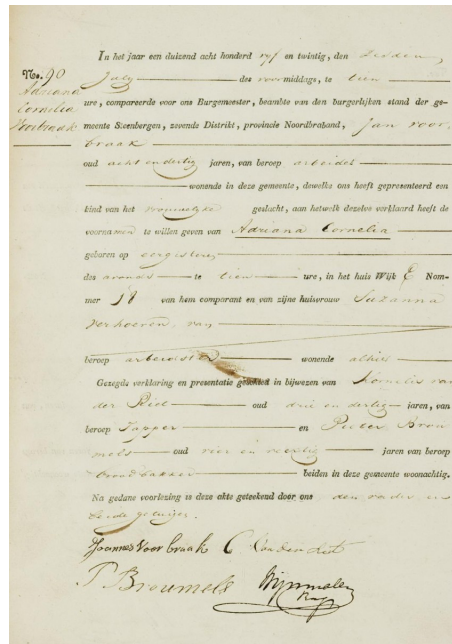 In het jaar een duizend acht honderd vyf en twintig, den
No. 90
Adriana
Cornelia
Voorbraak
July des voormiddags, te tien
ure, compareerde voor ons Burgemeester, beambte van den burgerlijken stand der ge-
meente Steenbergen, zevende Distrikt, provincie Noordbraband, Jan voor
braak
oud acht en dertig jaren, van beroep arbeider
wonende in deze gemeente, dewelke ons heeft gepresenteerd een
kind van het vrouwelyke geslacht, aan hetwelk dezelve verklaard heeft de
voornamen te willen geven van Adriana Cornelia
geboren op eergisteren
des avonds te tien ure, in het huis Wijk E Nom-
mer 18 van hem comparant en van zijne huisvrouw Suzanna
Verhoeven, van
beroep arbeidster wonende alhier
Gezegde verklaring en presentatie geschied in bijwezen van Kornelis van
der Riet oud drie en dertig jaren, van
beroep Tapper en Pieter Brou
mels oud vier en veertig jaren van beroep
broodbakker beiden in deze gemeente woonachtig.
Na gedane voorlezing is deze akte geteekend door ons den vader en
beide getuigen.
Joannes Voorbraak C. van der Riet
P Broumels